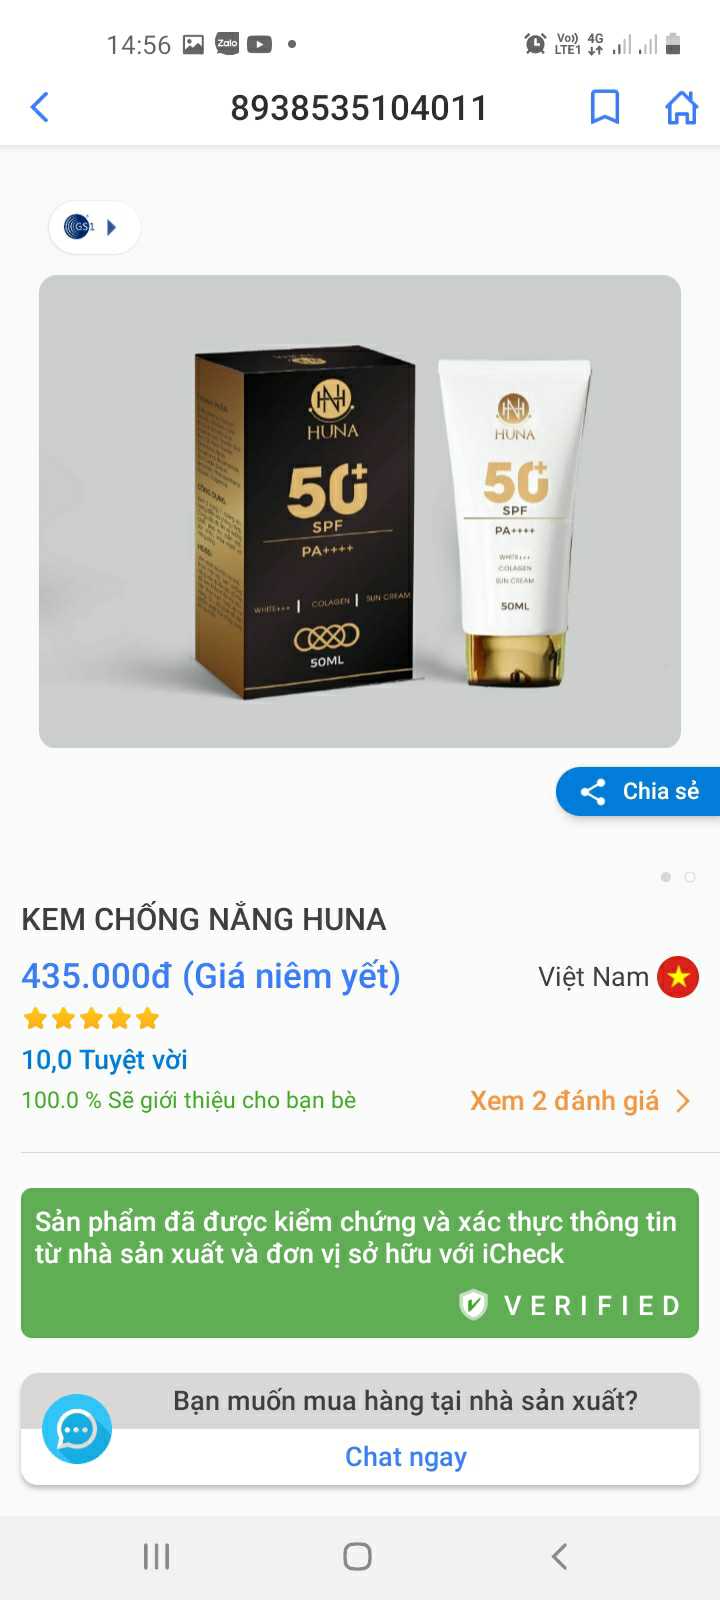 14:56
Zalo
Vo)) 4G
LTE1
8938535104011
GS1
HUNA
50+
SPF
PA++++
WHITE+++ | COLAGEN | SUN CREAM
50ML
CÔNG DỤNG
HUNA
50+
SPF
PA++++
WHITE+++
COLAGEN
SUN CREAM
50ML
Chia sẻ
KEM CHỐNG NẮNG HUNA
435.000đ (Giá niêm yết)
Việt Nam
10,0 Tuyệt vời
100.0 % Sẽ giới thiệu cho bạn bè
Xem 2 đánh giá
Sản phẩm đã được kiểm chứng và xác thực thông tin
từ nhà sản xuất và đơn vị sở hữu với iCheck
VERIFIED
Bạn muốn mua hàng tại nhà sản xuất?
Chat ngay